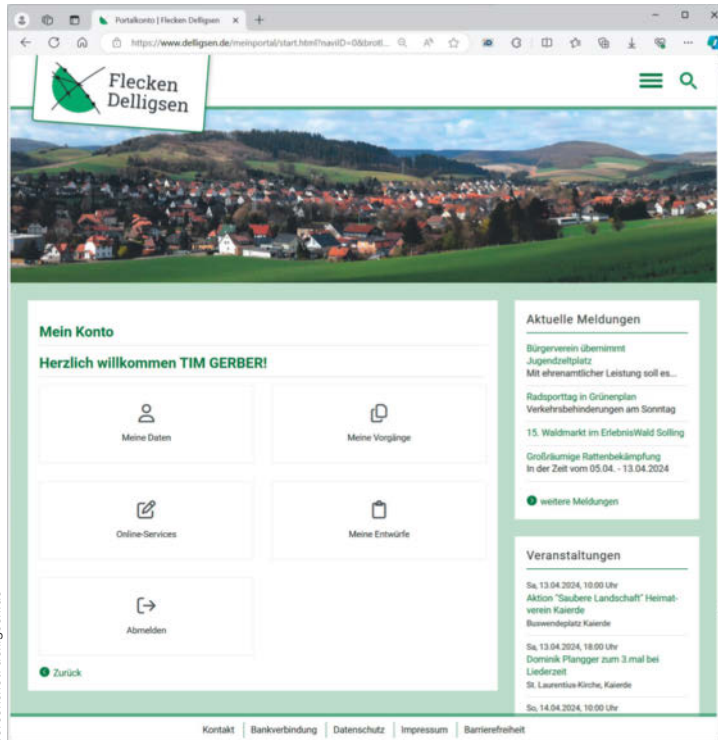 Portalkonto | Flecken Delligsen
https://www.delligsen.de/meinportal/start.html?naviID=0&brotl...
Flecken
Delligsen
Mein Konto
Herzlich willkommen TIM GERBER!
Meine Daten
Meine Vorgänge
Online-Services
Meine Entwürfe
Abmelden
Zurück
Aktuelle Meldungen
Bürgerverein übernimmt
Jugendzeltplatz
Mit ehrenamtlicher Leistung soll es...
Radsporttag in Grünenplan
Verkehrsbehinderungen am Sonntag
15. Waldmarkt im ErlebnisWald Solling
Großräumige Rattenbekämpfung
In der Zeit vom 05.04. - 13.04.2024
weitere Meldungen
Veranstaltungen
Sa, 13.04.2024, 10:00 Uhr
Aktion "Saubere Landschaft" Heimat-
verein Kaierde
Buswendeplatz Kaierde
Sa, 13.04.2024, 18:00 Uhr
Dominik Plangger zum 3.mal bei
Liederzeit
St. Laurentius-Kirche, Kaierde
So, 14.04.2024, 10:00 Uhr
Kontakt | Bankverbindung | Datenschutz | Impressum | Barrierefreiheit